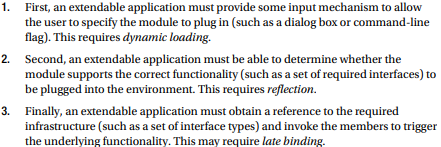 1. First, an extendable application must provide some input mechanism to allow
the user to specify the module to plug in (such as a dialog box or command-line
flag). This requires dynamic loading.
2. Second, an extendable application must be able to determine whether the
module supports the correct functionality (such as a set of required interfaces) to
be plugged into the environment. This requires reflection.
3. Finally, an extendable application must obtain a reference to the required
infrastructure (such as a set of interface types) and invoke the members to trigger
the underlying functionality. This may require late binding.